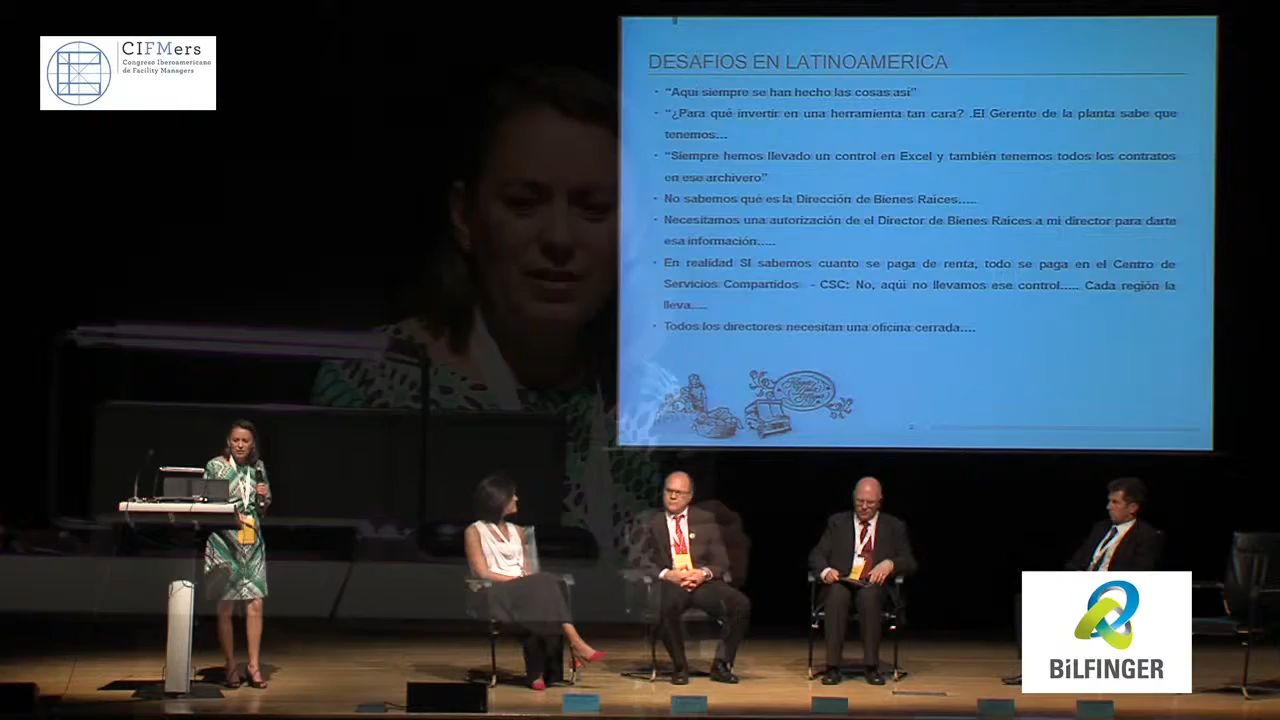 CIFMers
Congreso Iberoamericano
de Facility Managers
DESAFIOS EN LATINOAMERICA
• “Aquí siempre se han hecho las cosas así”
• “¿Para qué invertir en una herramienta tan cara? .El Gerente de la planta sabe que
tenemos...
• “Siempre hemos llevado un control en Excel y también tenemos todos los contratos
en ese archivero”
• No sabemos qué es la Dirección de Bienes Raíces.....
• Necesitamos una autorización de el Director de Bienes Raíces a mi director para darte
esa información.....
• En realidad SI sabemos cuanto se paga de renta, todo se paga en el Centro de
Servicios Compartidos - CSC: No, aqúi no llevamos ese control..... Cada región la
lleva....
• Todos los directores necesitan una oficina cerrada....
BiLFINGER